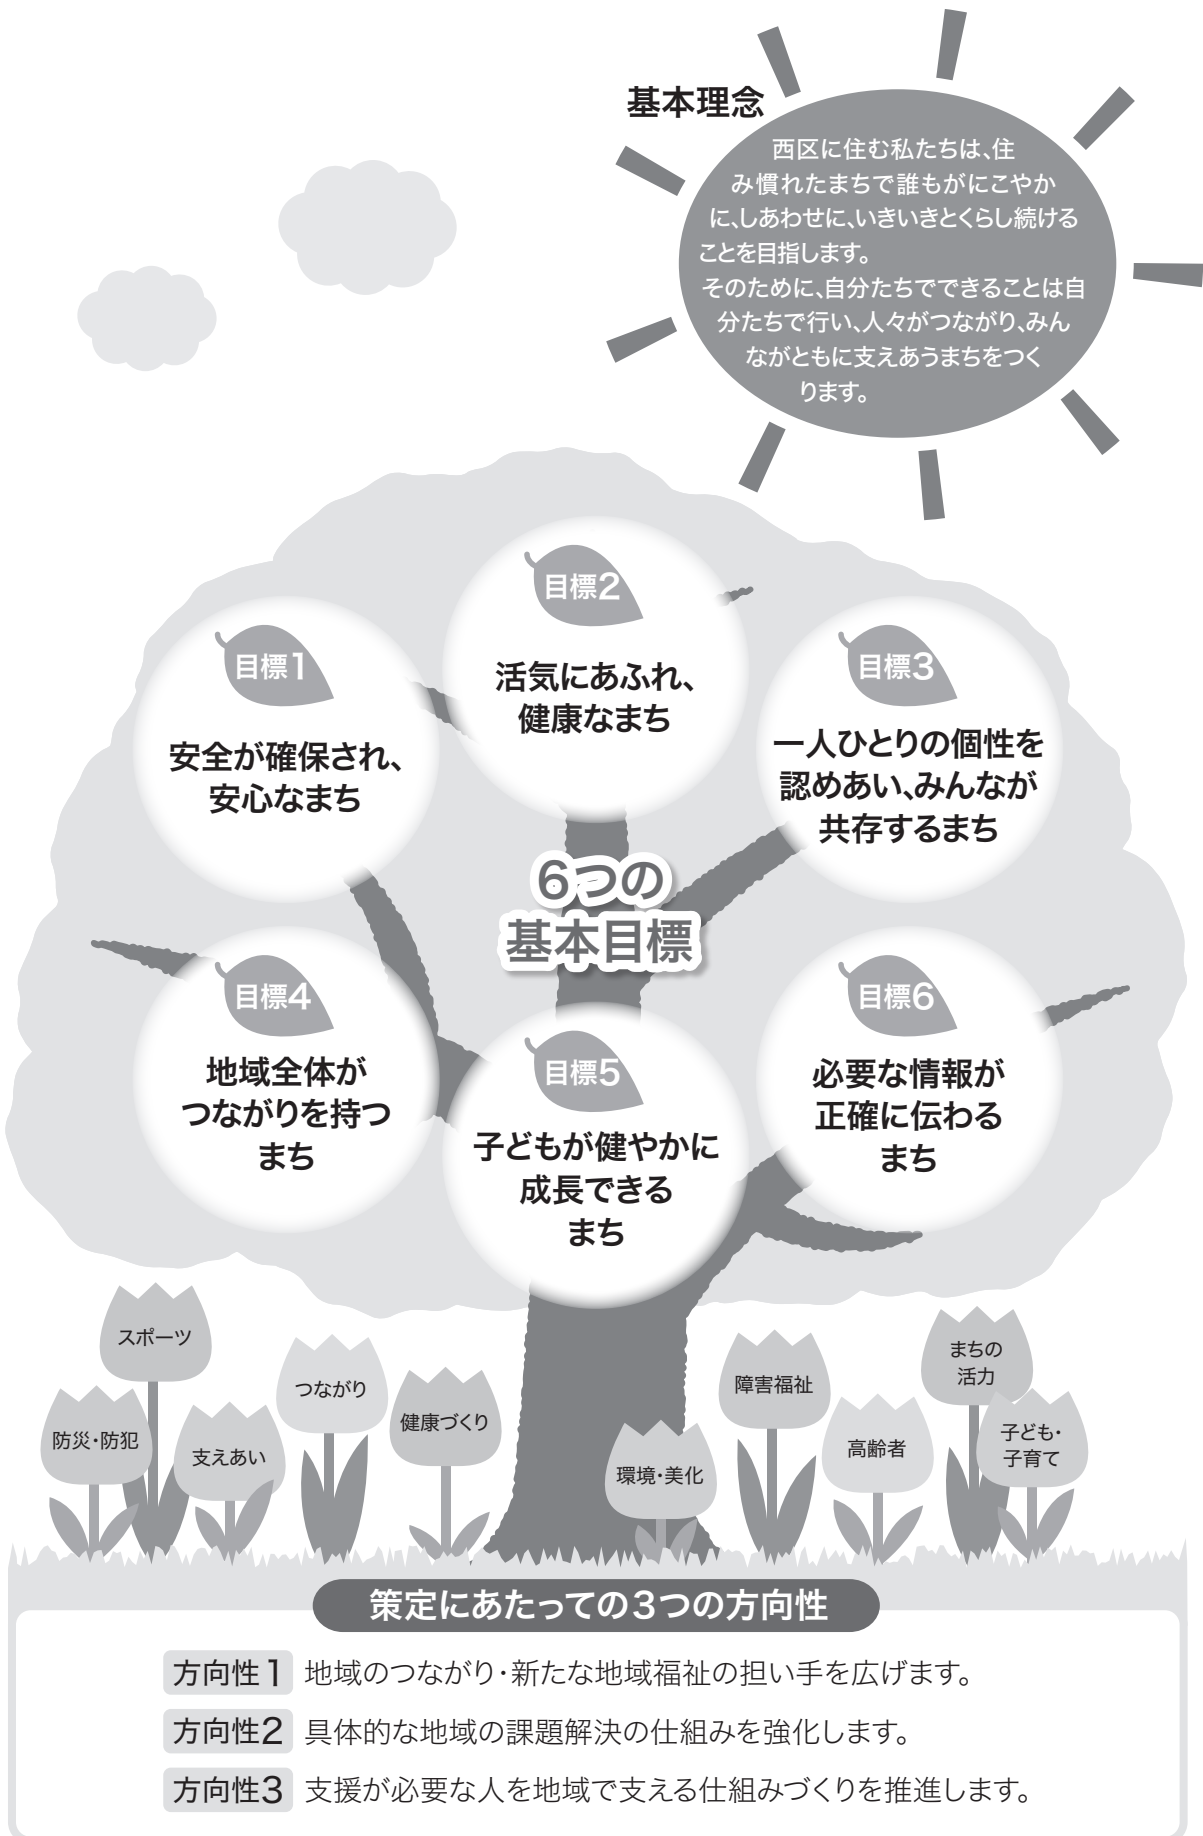 基本理念
西区に住む私たちは、住
み慣れたまちで誰もがにこやか
に、しあわせに、いきいきとくらし続ける
ことを目指します。
そのために、自分たちでできることは自
分たちで行い、人々がつながり、みん
ながともに支えあうまちをつく
ります。
目標1
安全が確保され、
安心なまち
目標2
活気にあふれ、
健康なまち
目標3
一人ひとりの個性を
認めあい、みんなが
共存するまち
6つの
基本目標
目標4
地域全体が
つながりを持つ
まち
目標5
子どもが健やかに
成長できる
まち
目標6
必要な情報が
正確に伝わる
まち
スポーツ
防災・防犯
支えあい
つながり
健康づくり
環境・美化
障害福祉
高齢者
まちの
活力
子ども・
子育て
策定にあたっての3つの方向性
方向性1 地域のつながり・新たな地域福祉の担い手を広げます。
方向性2 具体的な地域の課題解決の仕組みを強化します。
方向性3 支援が必要な人を地域で支える仕組みづくりを推進します。